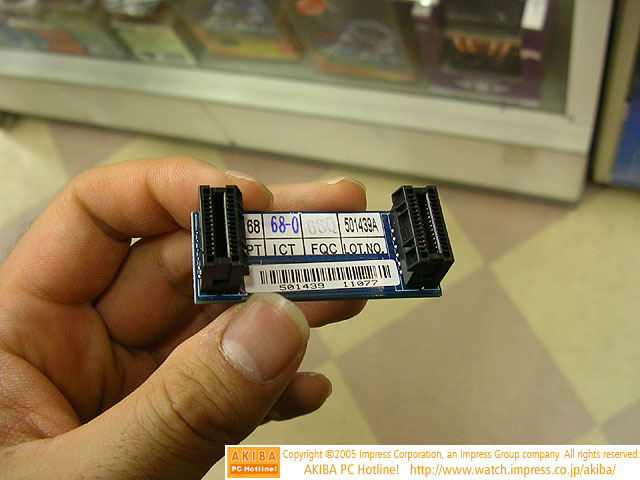 68 68-0 68Q 501439A
PT ICT FQC LOT.NO.
501439 11077
AKIBA
PC Hotline!
Copyright ©2005 Impress Corporation, an Impress Group company. All rights reserved.
AKIBA PC Hotline! http://www.watch.impress.co.jp/akiba/